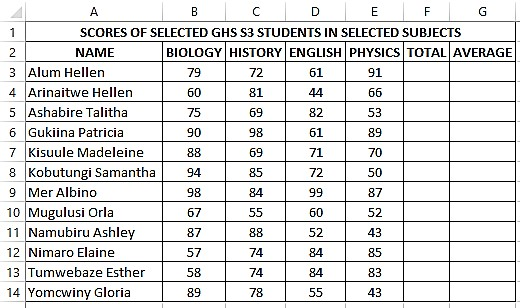 A B C D E F G
1 SCORES OF SELECTED GHS S3 STUDENTS IN SELECTED SUBJECTS
2 NAME BIOLOGY HISTORY ENGLISH PHYSICS TOTAL AVERAGE
3 Alum Hellen 79 72 61 91
4 Arinaitwe Hellen 60 81 44 66
5 Ashabire Talitha 75 69 82 53
6 Gukiina Patricia 90 98 61 89
7 Kisuule Madeleine 88 69 71 70
8 Kobutungi Samantha 94 85 72 50
9 Mer Albino 98 84 99 87
10 Mugulusi Orla 67 55 60 52
11 Namubiru Ashley 87 88 52 43
12 Nimaro Elaine 57 74 84 85
13 Tumwebaze Esther 58 74 84 83
14 Yomcwiny Gloria 89 78 55 43